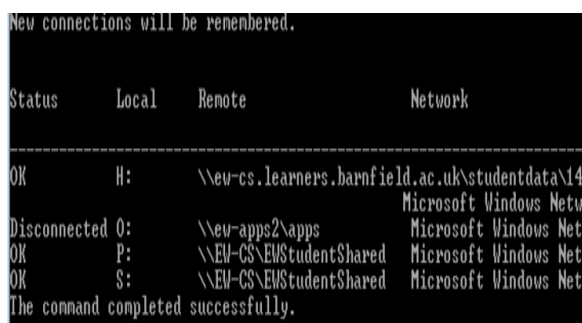 New connections will be remembered.
Status Local Remote Network
-------------------------------------------------------------------------------
OK H: \\ew-cs.learners.barnfield.ac.uk\studentdata\14
Microsoft Windows Netw
Disconnected O: \\ew-apps2\apps Microsoft Windows Net
OK P: \\EW-CS\EWStudentShared Microsoft Windows Net
OK S: \\EW-CS\EWStudentShared Microsoft Windows Net
The command completed successfully.